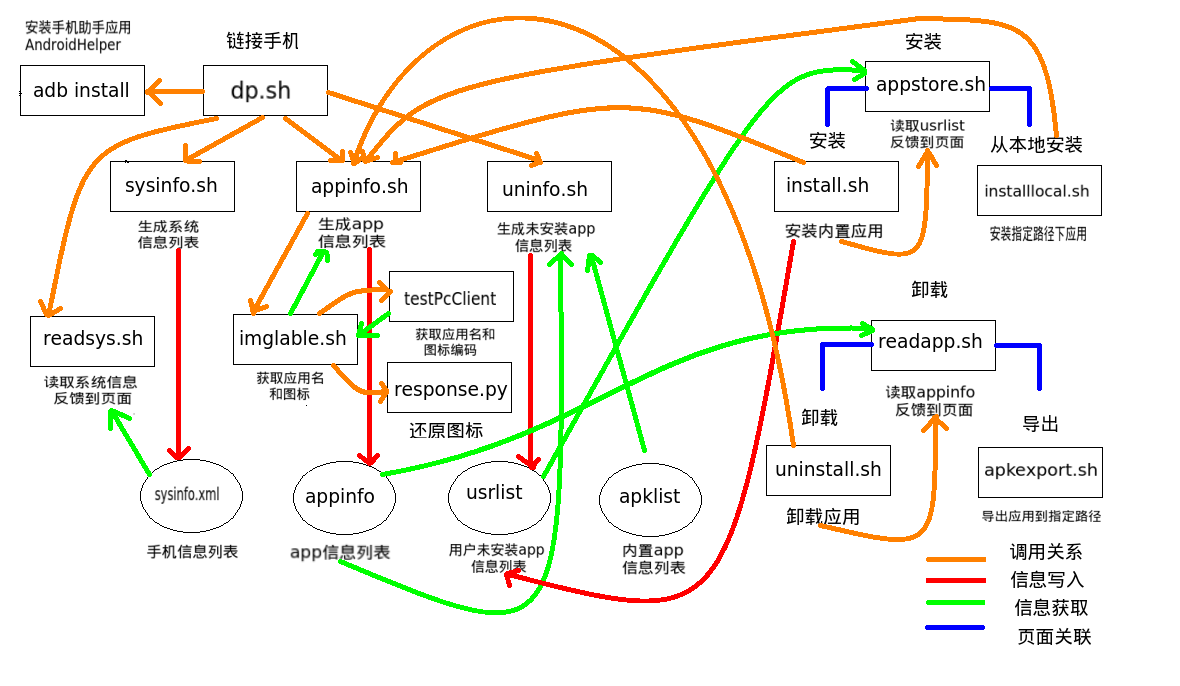 安装手机助手应用
AndroidHelper
链接手机
安装
adb install
dp.sh
appstore.sh
读取usrlist
反馈到页面
安装
从本地安装
sysinfo.sh
appinfo.sh
uninfo.sh
install.sh
installlocal.sh
生成系统
信息列表
生成app
信息列表
生成未安装app
信息列表
安装内置应用
安装指定路径下应用
卸载
testPcClient
获取应用名和
图标编码
readsys.sh
imglable.sh
readapp.sh
读取系统信息
反馈到页面
获取应用名
和图标
response.py
还原图标
读取appinfo
反馈到页面
卸载
导出
sysinfo.xml
appinfo
usrlist
apklist
uninstall.sh
apkexport.sh
手机信息列表
app信息列表
用户未安装app
信息列表
内置app
信息列表
卸载应用
导出应用到指定路径
调用关系
信息写入
信息获取
页面关联